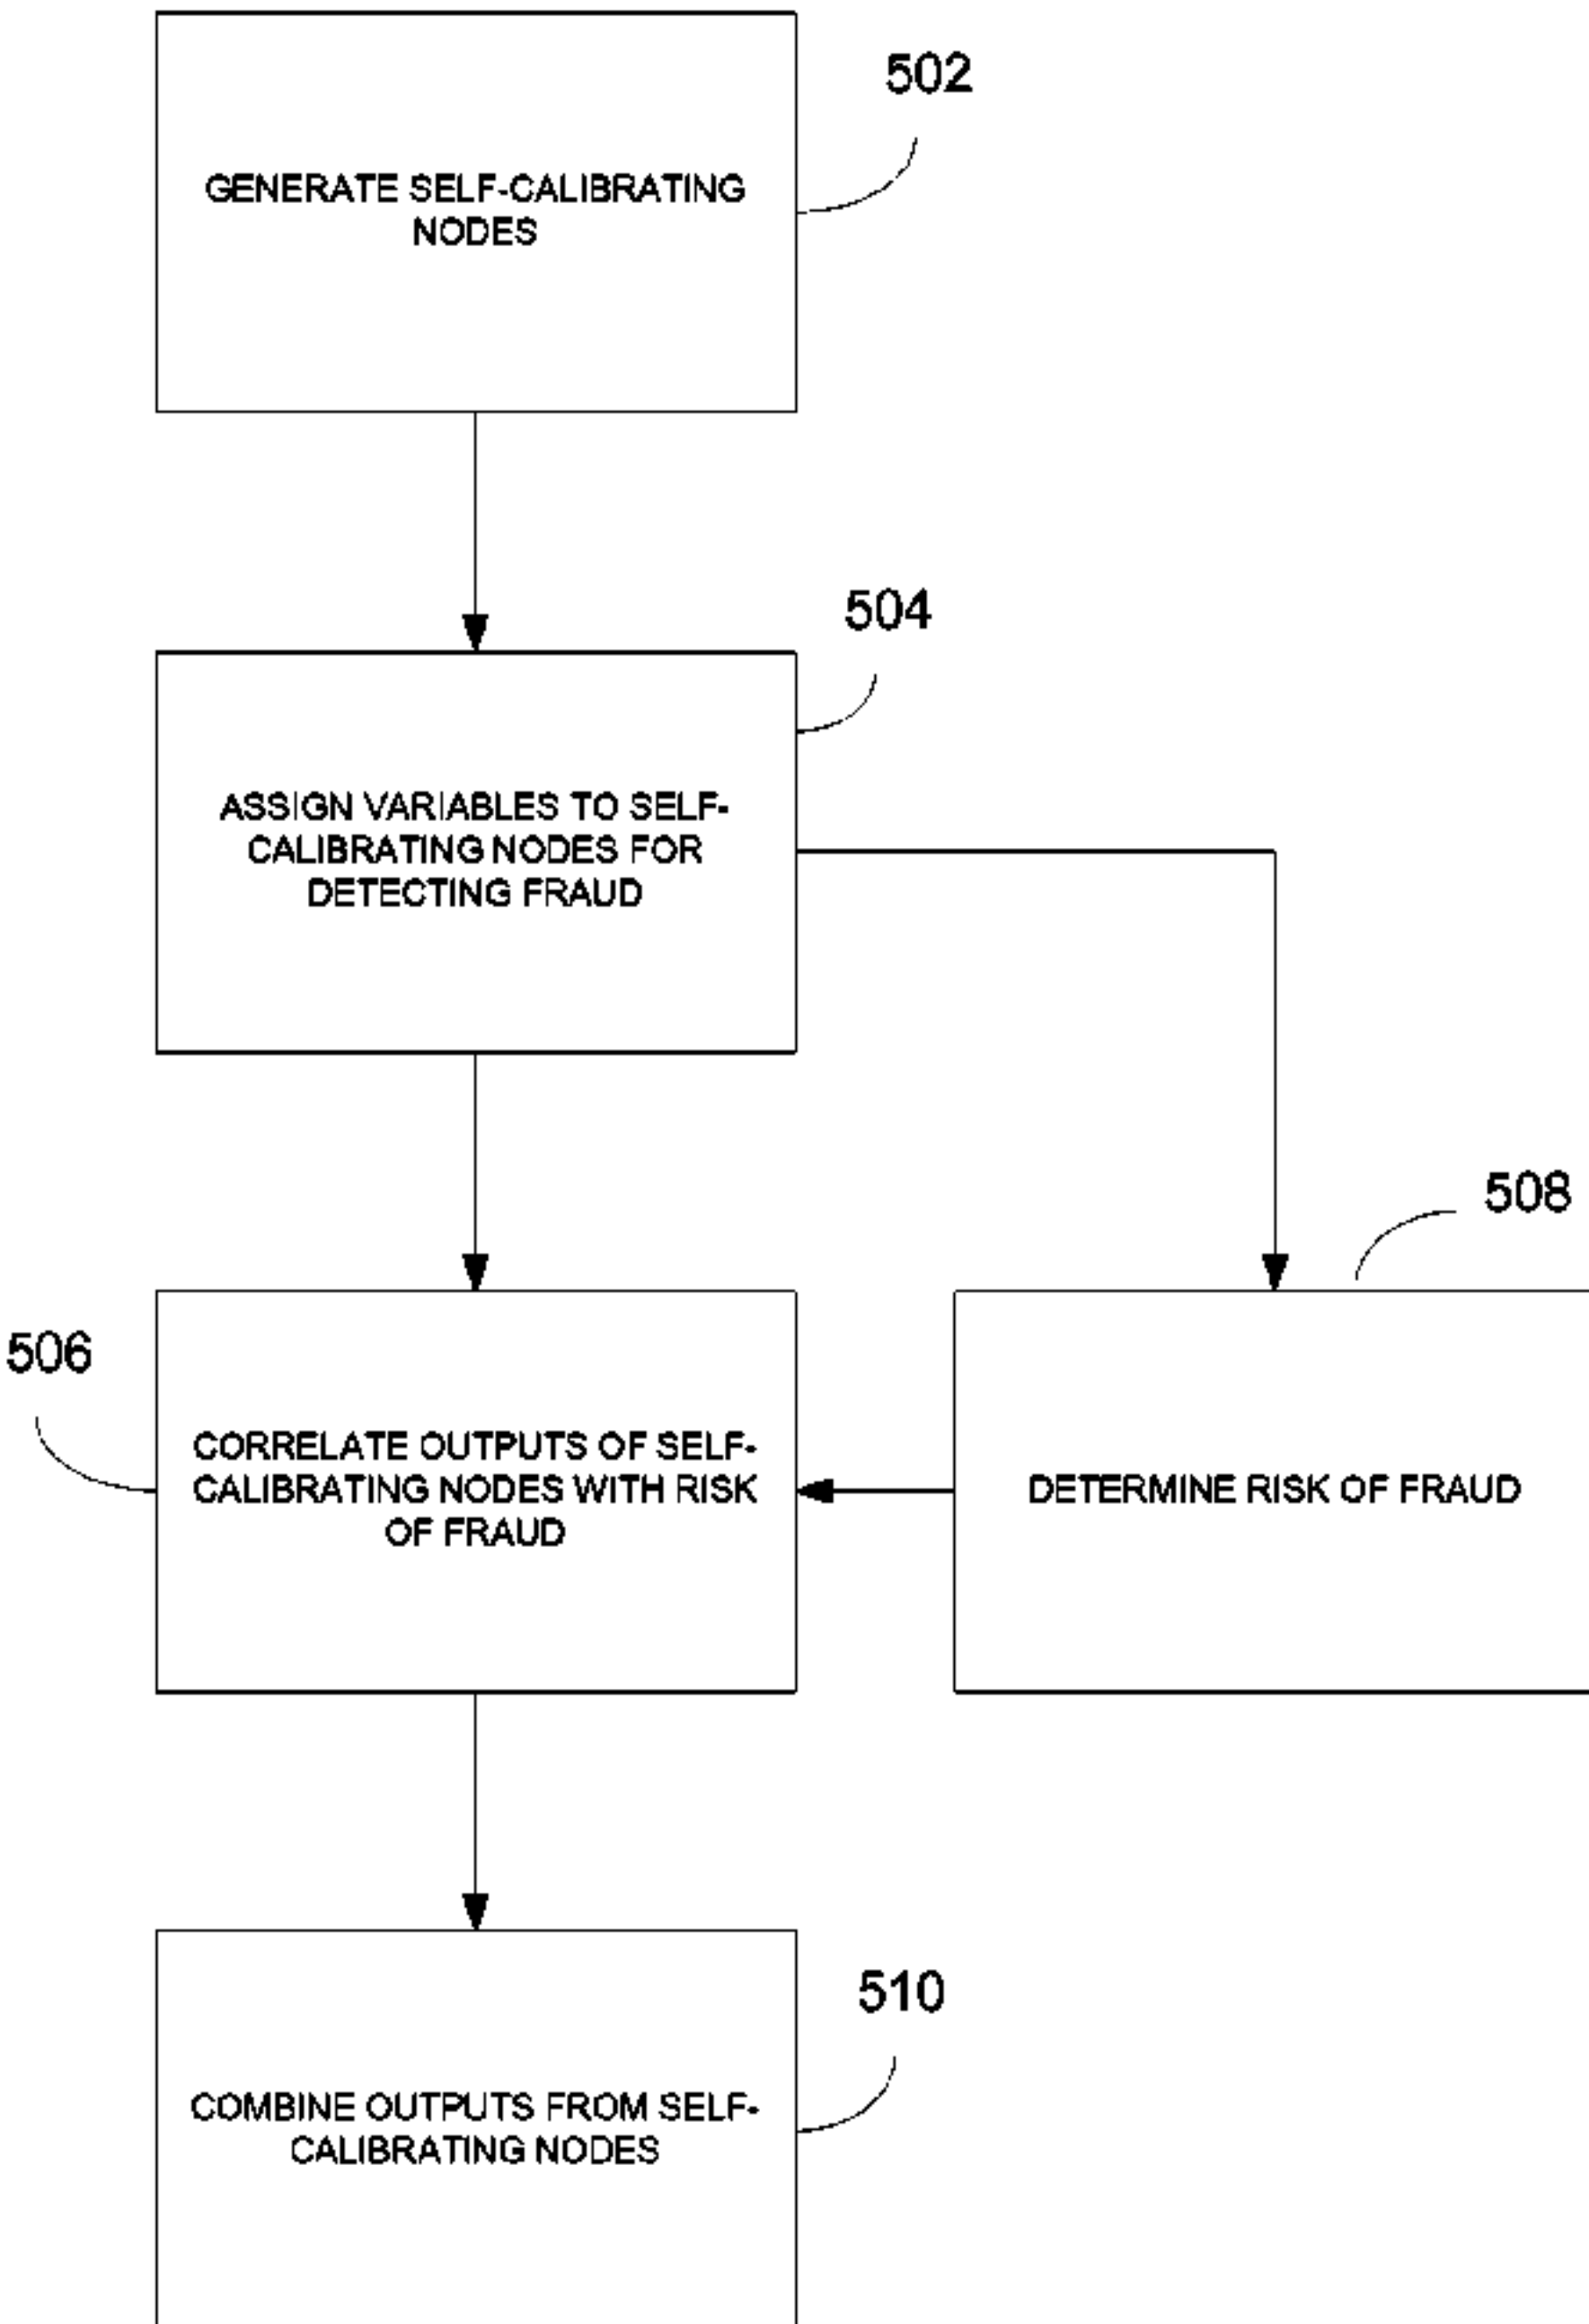 502
GENERATE SELF-CALIBRATING
NODES
504
ASSIGN VARIABLES TO SELF-
CALIBRATING NODES FOR
DETECTING FRAUD
508
506
CORRELATE OUTPUTS OF SELF-
CALIBRATING NODES WITH RISK
OF FRAUD
DETERMINE RISK OF FRAUD
510
COMBINE OUTPUTS FROM SELF-
CALIBRATING NODES